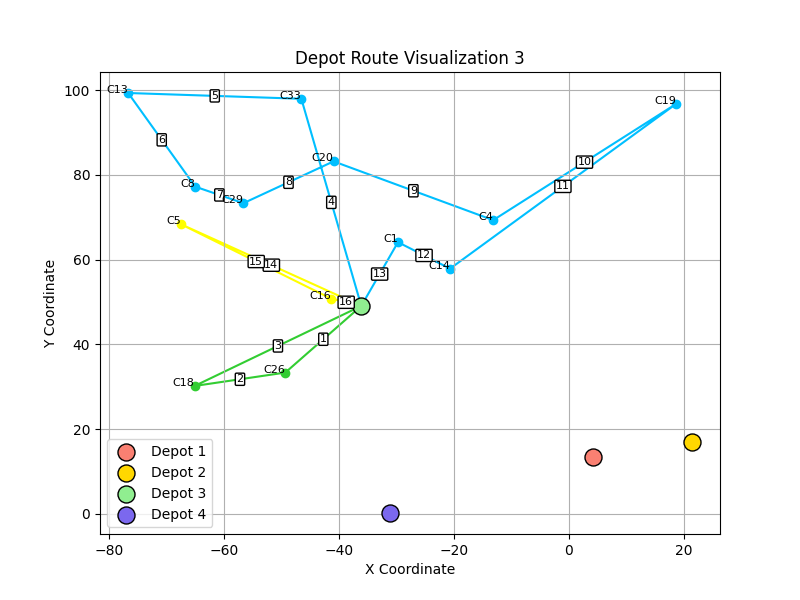 Depot Route Visualization 3
Y Coordinate
100
80
60
40
20
0
C13
5
C33
C19
6
C20
10
C8
7
C29
8
9
11
4
C5
C4
C1
12
C14
15
14
13
C16
16
1
3
C18
2
C26
Depot 1
Depot 2
Depot 3
Depot 4
−80
−60
−40
−20
0
20
X Coordinate